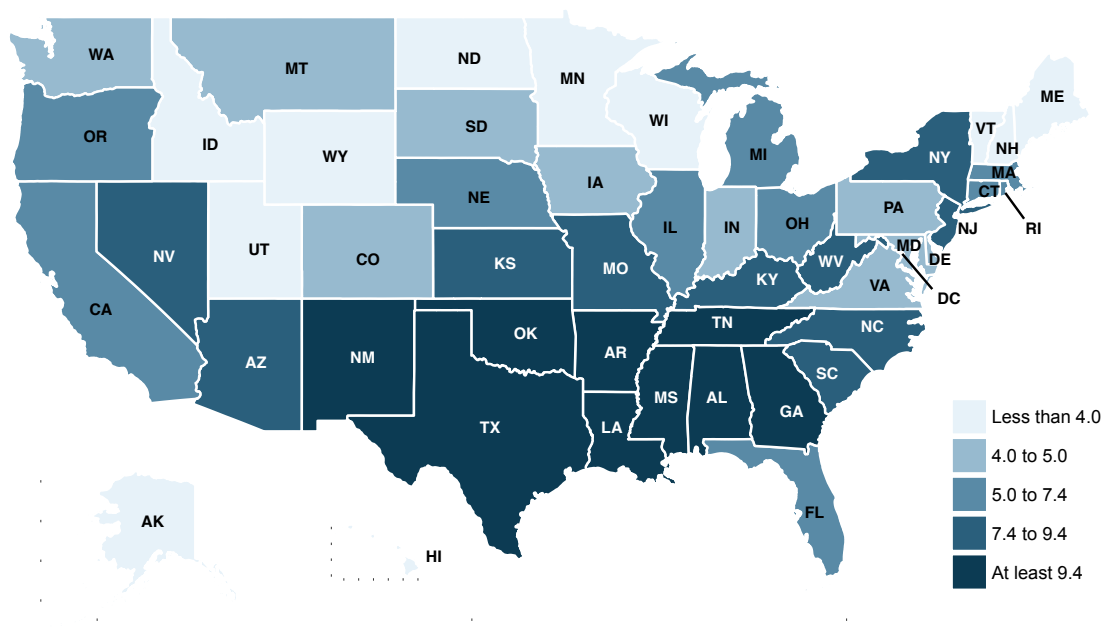 WA
MT
ND
MN
ME
OR
ID
WY
SD
WI
VT
NH
MI
NY
MA
CT
RI
NE
IA
NV
UT
CO
KS
IL
IN
OH
PA
NJ
MD
DE
DC
CA
MO
WV
VA
KY
AZ
NM
OK
AR
TN
NC
SC
TX
LA
MS
AL
GA
FL
AK
HI
Less than 4.0
4.0 to 5.0
5.0 to 7.4
7.4 to 9.4
At least 9.4